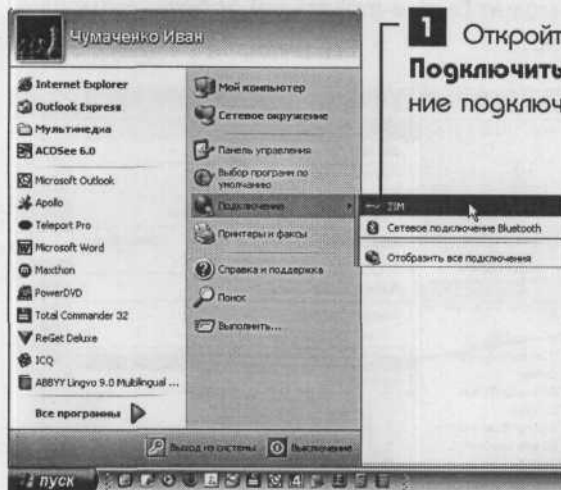 Чумаченко Иван
Internet Explorer
Outlook Express
Мультимедиа
ACDSee 6.0
Microsoft Outlook
Apollo
Teleport Pro
Microsoft Word
Maxthon
PowerDVD
Total Commander 32
ReGet Deluxe
ICQ
ABBYY Lingvo 9.0 Multilingual ...
Все программы
Мой компьютер
Сетевое окружение
Панель управления
Выбор программ по
умолчанию
Подключение
Принтеры и факсы
Справка и поддержка
Поиск
Выполнить...
Сетевое подключение Bluetooth
Отобразить все подключения
Выход из системы Выключение
пуск
1 Откройт
Подключить
ние подключ